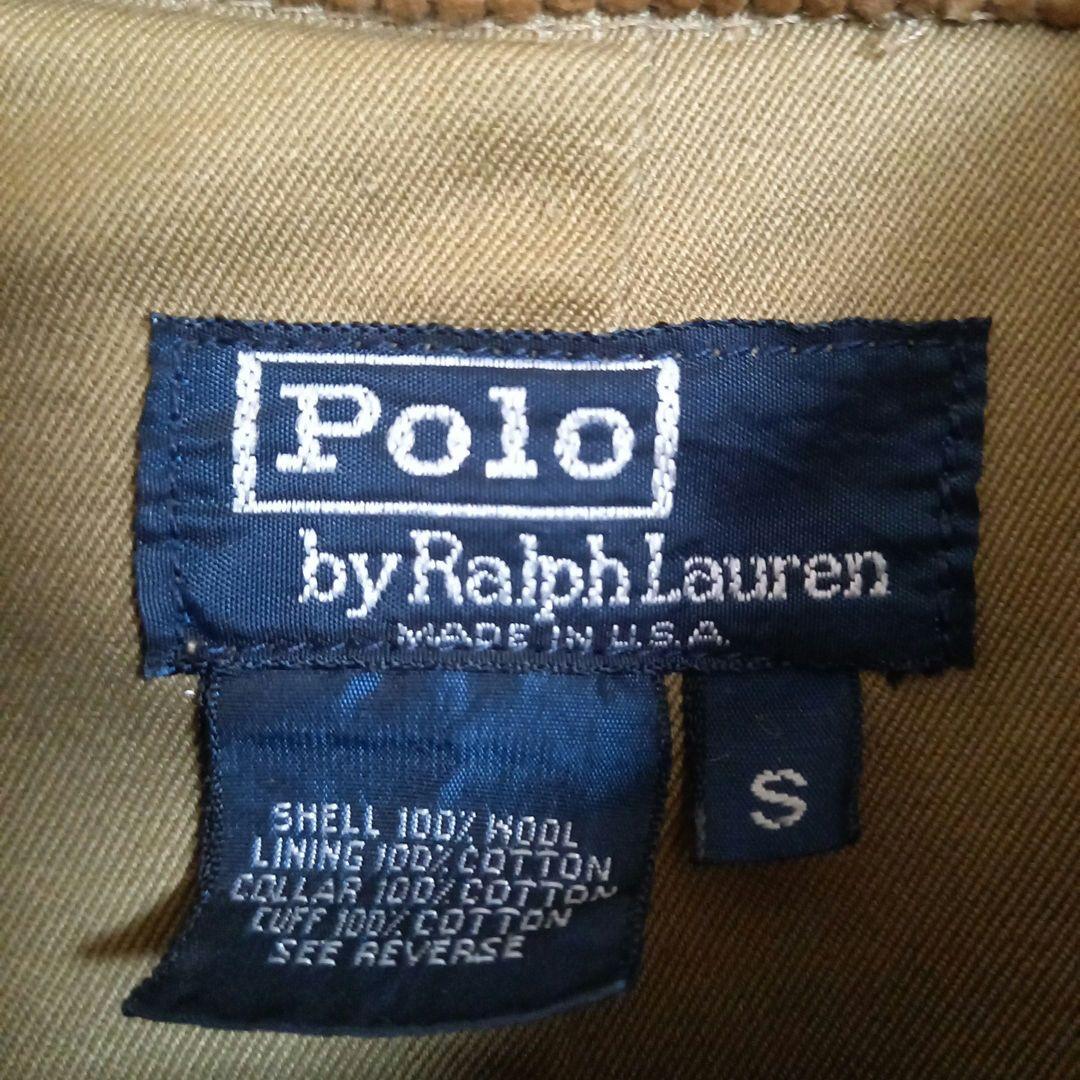 Polo
by Ralph Lauren
MADE IN U.S.A.
S
SHELL 100% WOOL
LINING 100% COTTON
COLLAR 100% COTTON
CUFF 100% COTTON
SEE REVERSE